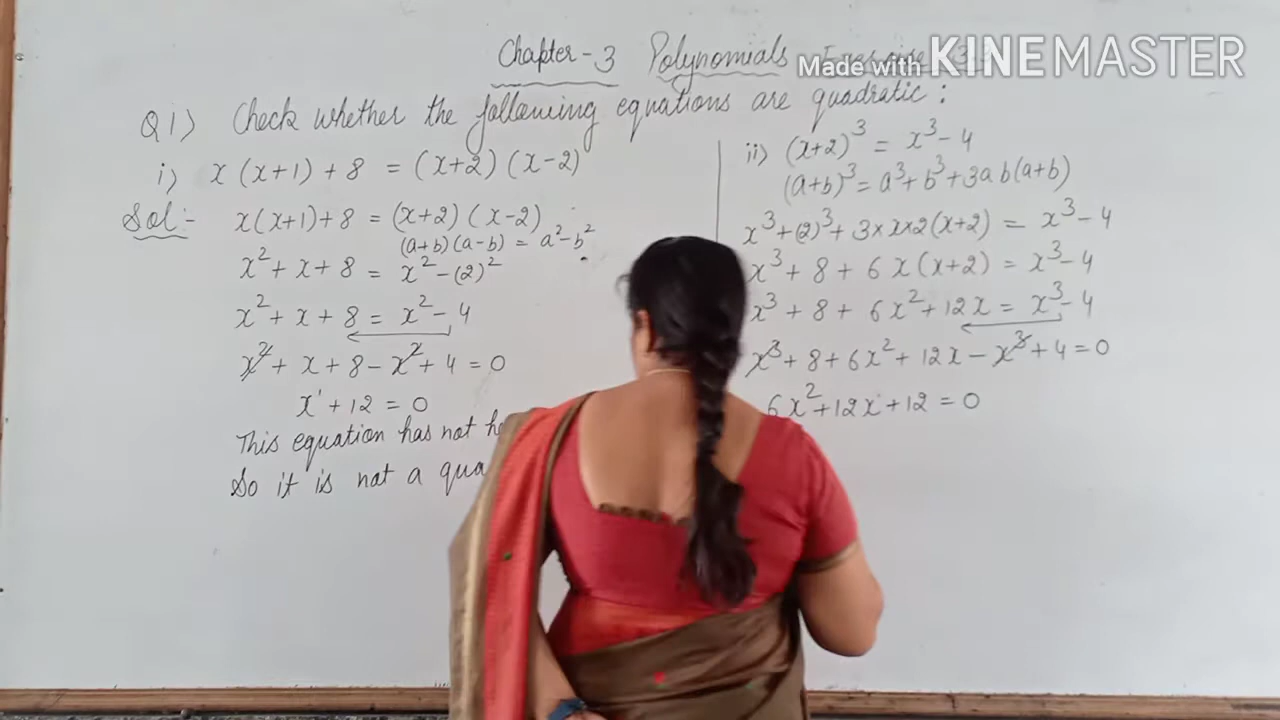 Chapter - 3 Polynomials
Made with KINEMASTER
Q1) Check whether the following equations are quadratic :
i) x (x+1) + 8 = (x+2) (x-2)
Sol:- x(x+1)+8 = (x+2) (x-2)
(a+b)(a-b) = a²-b²
x² + x + 8 = x² - (2)²
x² + x + 8 = x² - 4
x² + x + 8 - x² + 4 = 0
x + 12 = 0
This equation has not
So it is not a
ii) (x+2)³ = x³ - 4
(a+b)³ = a³ + b³ + 3ab(a+b)
x³ + (2)³ + 3×x×2(x+2) = x³ - 4
x³ + 8 + 6x(x+2) = x³ - 4
x³ + 8 + 6x² + 12x = x³ - 4
x³ + 8 + 6x² + 12x - x³ + 4 = 0
6x² + 12x + 12 = 0